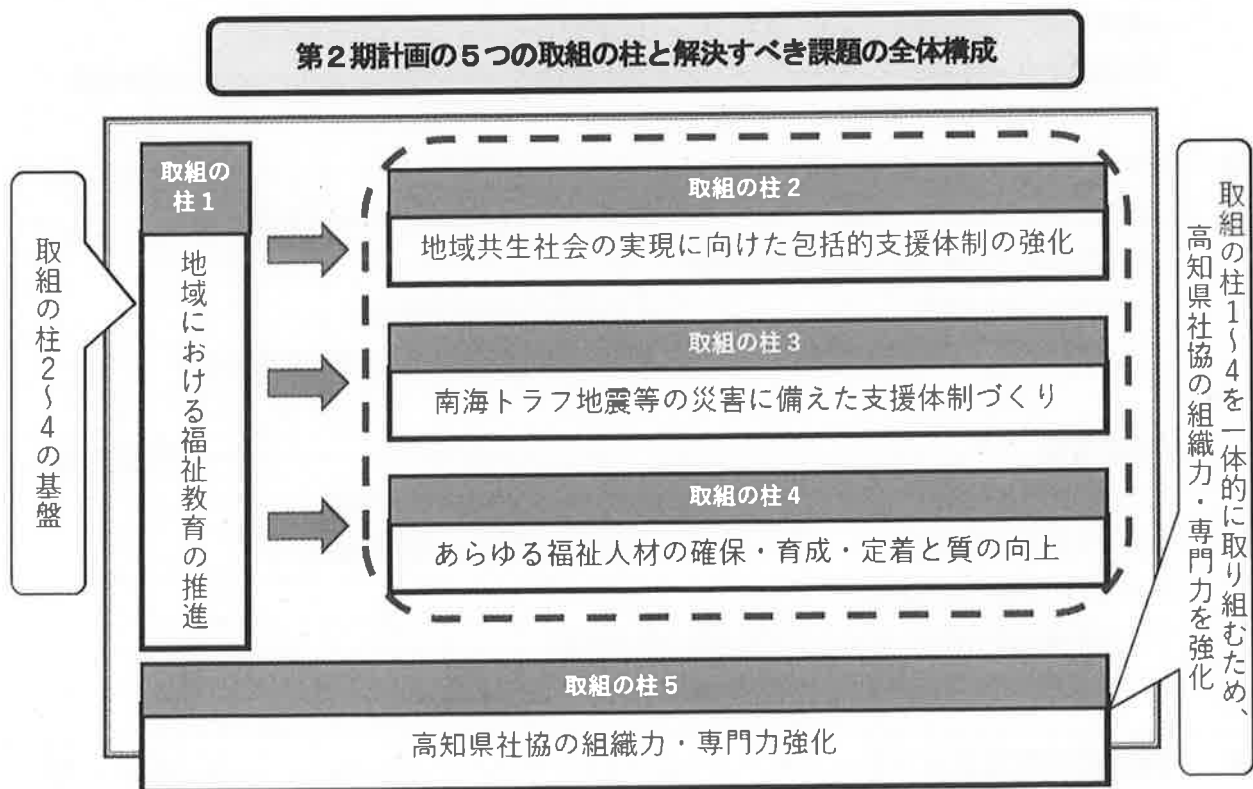 第2期計画の5つの取組の柱と解決すべき課題の全体構成
取組の柱2～4の基盤
取組の
柱1
地域における福祉教育の推進
取組の柱2
地域共生社会の実現に向けた包括的支援体制の強化
取組の柱3
南海トラフ地震等の災害に備えた支援体制づくり
取組の柱4
あらゆる福祉人材の確保・育成・定着と質の向上
取組の柱5
高知県社協の組織力・専門力強化
取組の柱1～4を一体的に取り組むため、
高知県社協の組織力・専門力を強化